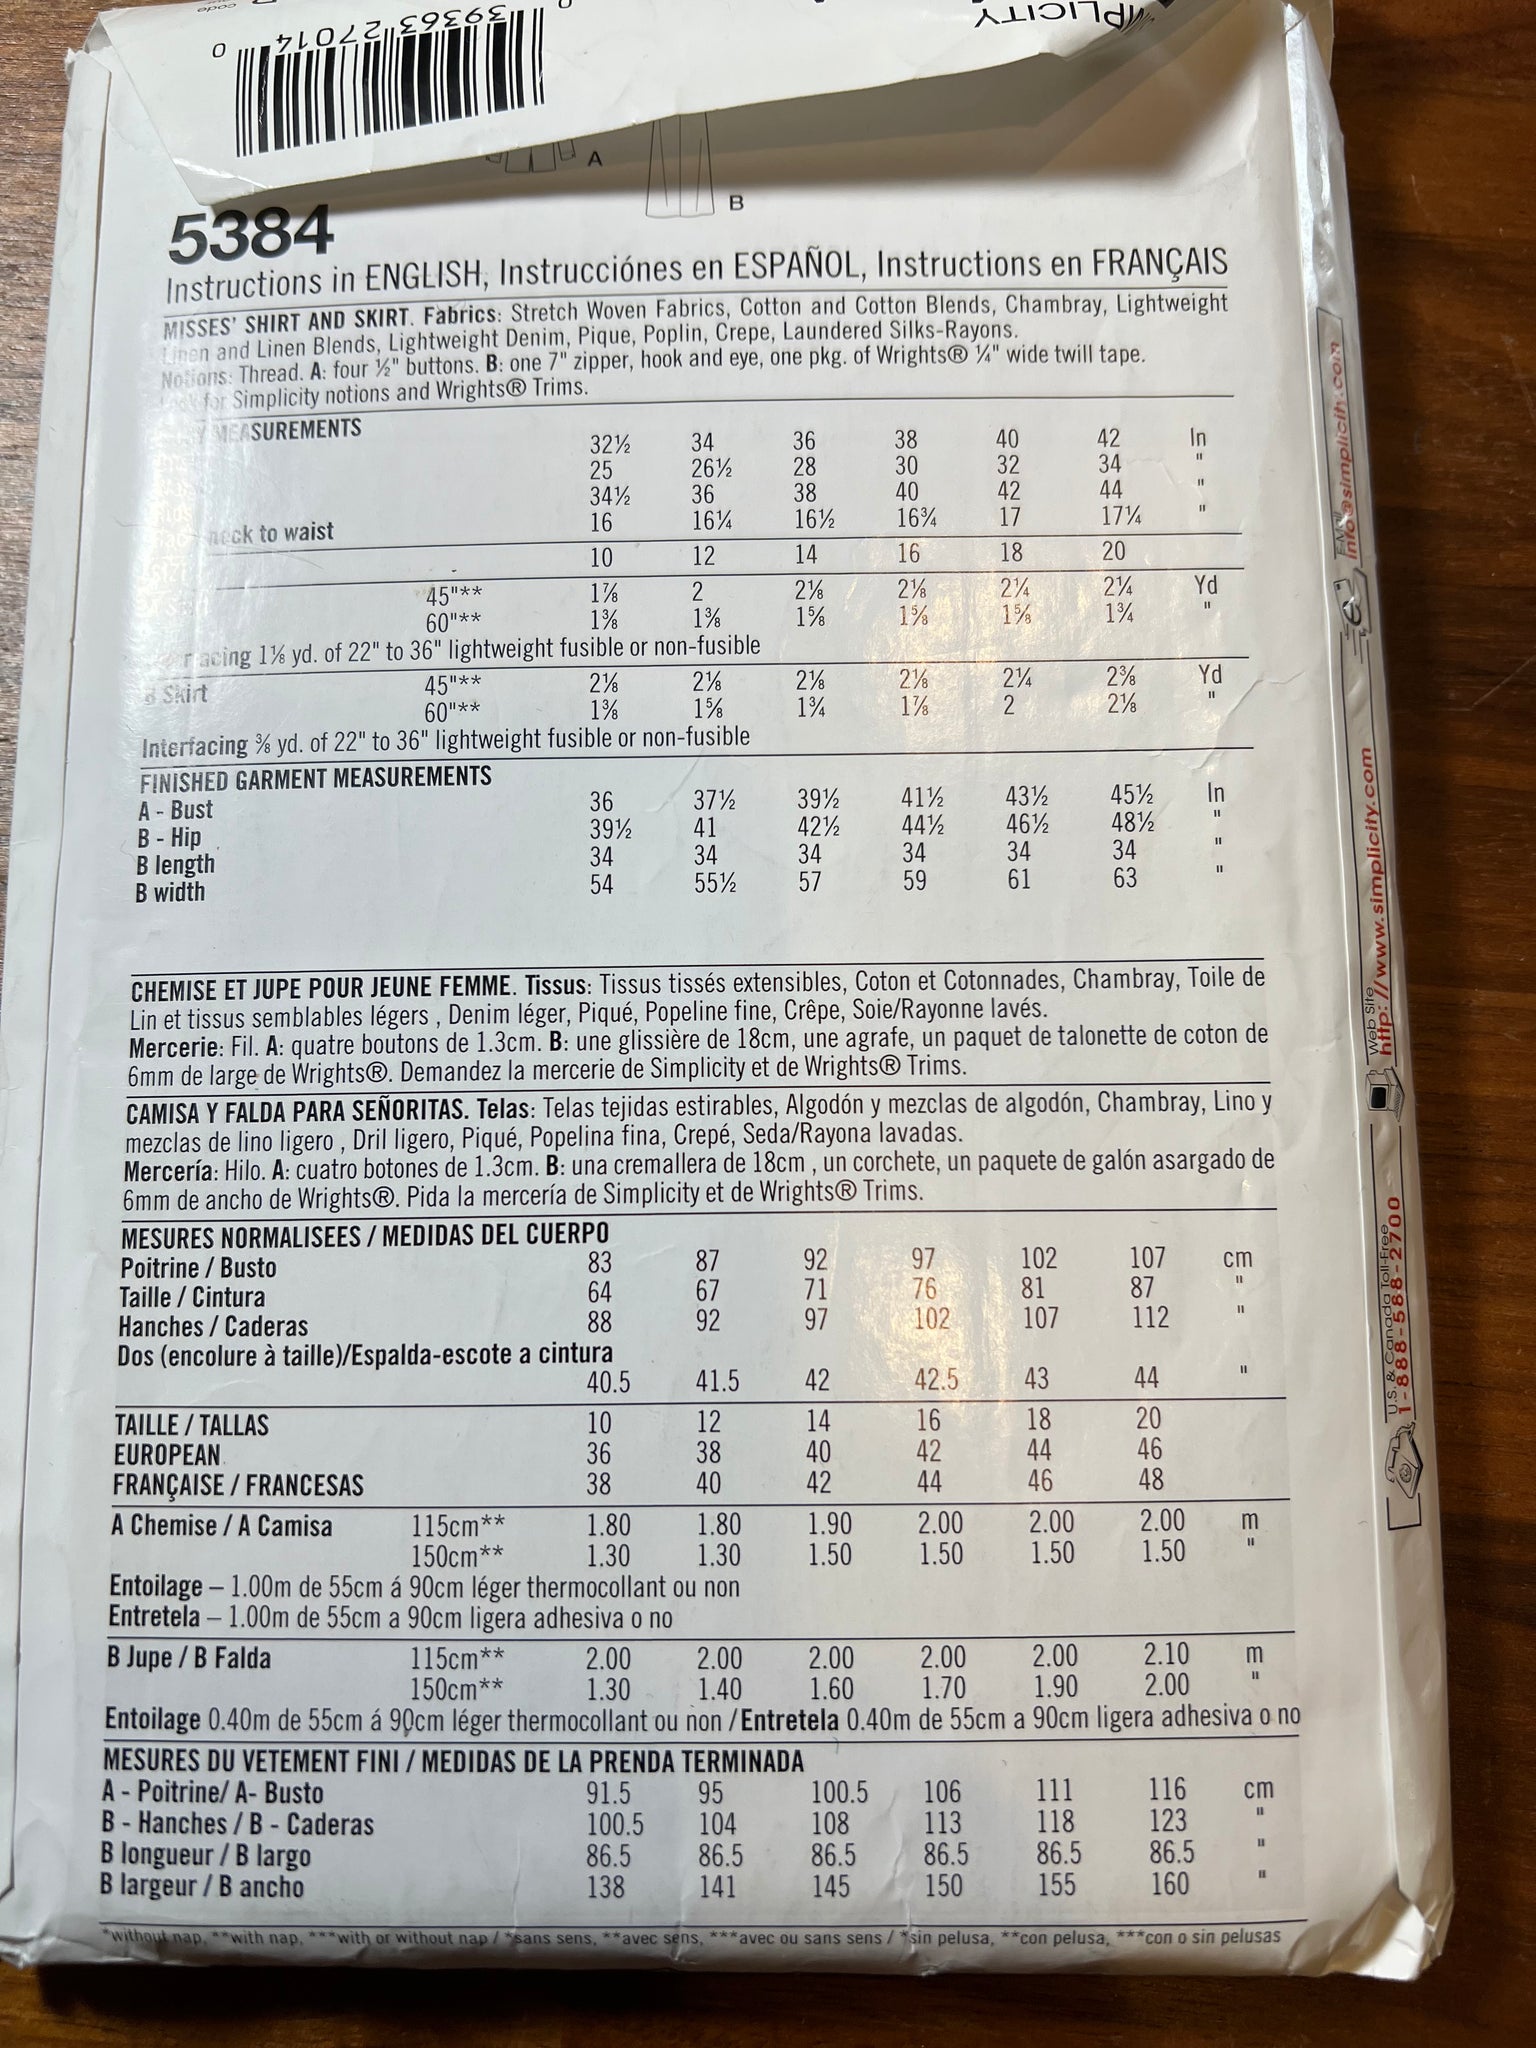 39363 27014
0
SIMPLICITY
A
B
5384
Instructions in ENGLISH, Instrucciónes en ESPAÑOL, Instructions en FRANÇAIS
MISSES' SHIRT AND SKIRT. Fabrics: Stretch Woven Fabrics, Cotton and Cotton Blends, Chambray, Lightweight
Linen and Linen Blends, Lightweight Denim, Pique, Poplin, Crepe, Laundered Silks-Rayons.
Notions: Thread. A: four ½" buttons. B: one 7" zipper, hook and eye, one pkg. of Wrights® ¼" wide twill tape.
Look for Simplicity notions and Wrights® Trims.
MEASUREMENTS
32½ 34 36 38 40 42 In
25 26½ 28 30 32 34 "
34½ 36 38 40 42 44 "
neck to waist 16 16¼ 16½ 16¾ 17 17¼ "
10 12 14 16 18 20
45"** 1⅞ 2 2⅛ 2⅛ 2¼ 2¼ Yd
60"** 1⅜ 1⅜ 1⅝ 1⅝ 1⅝ 1¾ "
1⅛ yd. of 22" to 36" lightweight fusible or non-fusible
B Skirt 45"** 2⅛ 2⅛ 2⅛ 2⅛ 2¼ 2⅜ Yd
60"** 1⅜ 1⅝ 1¾ 1⅞ 2 2⅛ "
Interfacing ⅜ yd. of 22" to 36" lightweight fusible or non-fusible
FINISHED GARMENT MEASUREMENTS
A - Bust 36 37½ 39½ 41½ 43½ 45½ In
B - Hip 39½ 41 42½ 44½ 46½ 48½ "
B length 34 34 34 34 34 34 "
B width 54 55½ 57 59 61 63 "
CHEMISE ET JUPE POUR JEUNE FEMME. Tissus: Tissus tissés extensibles, Coton et Cotonnades, Chambray, Toile de
Lin et tissus semblables légers , Denim léger, Piqué, Popeline fine, Crêpe, Soie/Rayonne lavés.
Mercerie: Fil. A: quatre boutons de 1.3cm. B: une glissière de 18cm, une agrafe, un paquet de talonette de coton de
6mm de large de Wrights®. Demandez la mercerie de Simplicity et de Wrights® Trims.
CAMISA Y FALDA PARA SEÑORITAS. Telas: Telas tejidas estirables, Algodón y mezclas de algodón, Chambray, Lino y
mezclas de lino ligero , Dril ligero, Piqué, Popelina fina, Crepé, Seda/Rayona lavadas.
Mercería: Hilo. A: cuatro botones de 1.3cm. B: una cremallera de 18cm , un corchete, un paquete de galón asargado de
6mm de ancho de Wrights®. Pida la mercería de Simplicity et de Wrights® Trims.
MESURES NORMALISEES / MEDIDAS DEL CUERPO
Poitrine / Busto 83 87 92 97 102 107 cm
Taille / Cintura 64 67 71 76 81 87 "
Hanches / Caderas 88 92 97 102 107 112 "
Dos (encolure à taille)/Espalda-escote a cintura
40.5 41.5 42 42.5 43 44 "
TAILLE / TALLAS 10 12 14 16 18 20
EUROPEAN 36 38 40 42 44 46
FRANÇAISE / FRANCESAS 38 40 42 44 46 48
A Chemise / A Camisa 115cm** 1.80 1.80 1.90 2.00 2.00 2.00 m
150cm** 1.30 1.30 1.50 1.50 1.50 1.50 "
Entoilage – 1.00m de 55cm á 90cm léger thermocollant ou non
Entretela – 1.00m de 55cm a 90cm ligera adhesiva o no
B Jupe / B Falda 115cm** 2.00 2.00 2.00 2.00 2.00 2.10 m
150cm** 1.30 1.40 1.60 1.70 1.90 2.00 "
Entoilage 0.40m de 55cm á 90cm léger thermocollant ou non / Entretela 0.40m de 55cm a 90cm ligera adhesiva o no
MESURES DU VETEMENT FINI / MEDIDAS DE LA PRENDA TERMINADA
A - Poitrine/ A- Busto 91.5 95 100.5 106 111 116 cm
B - Hanches / B - Caderas 100.5 104 108 113 118 123 "
B longueur / B largo 86.5 86.5 86.5 86.5 86.5 86.5 "
B largeur / B ancho 138 141 145 150 155 160 "
*without nap, **with nap, ***with or without nap / *sans sens, **avec sens, ***avec ou sans sens / *sin pelusa, **con pelusa, ***con o sin pelusas
E-Mail
info@simplicity.com
Web Site
http://www.simplicity.com
U.S. & Canada Toll-Free
1-888-588-2700